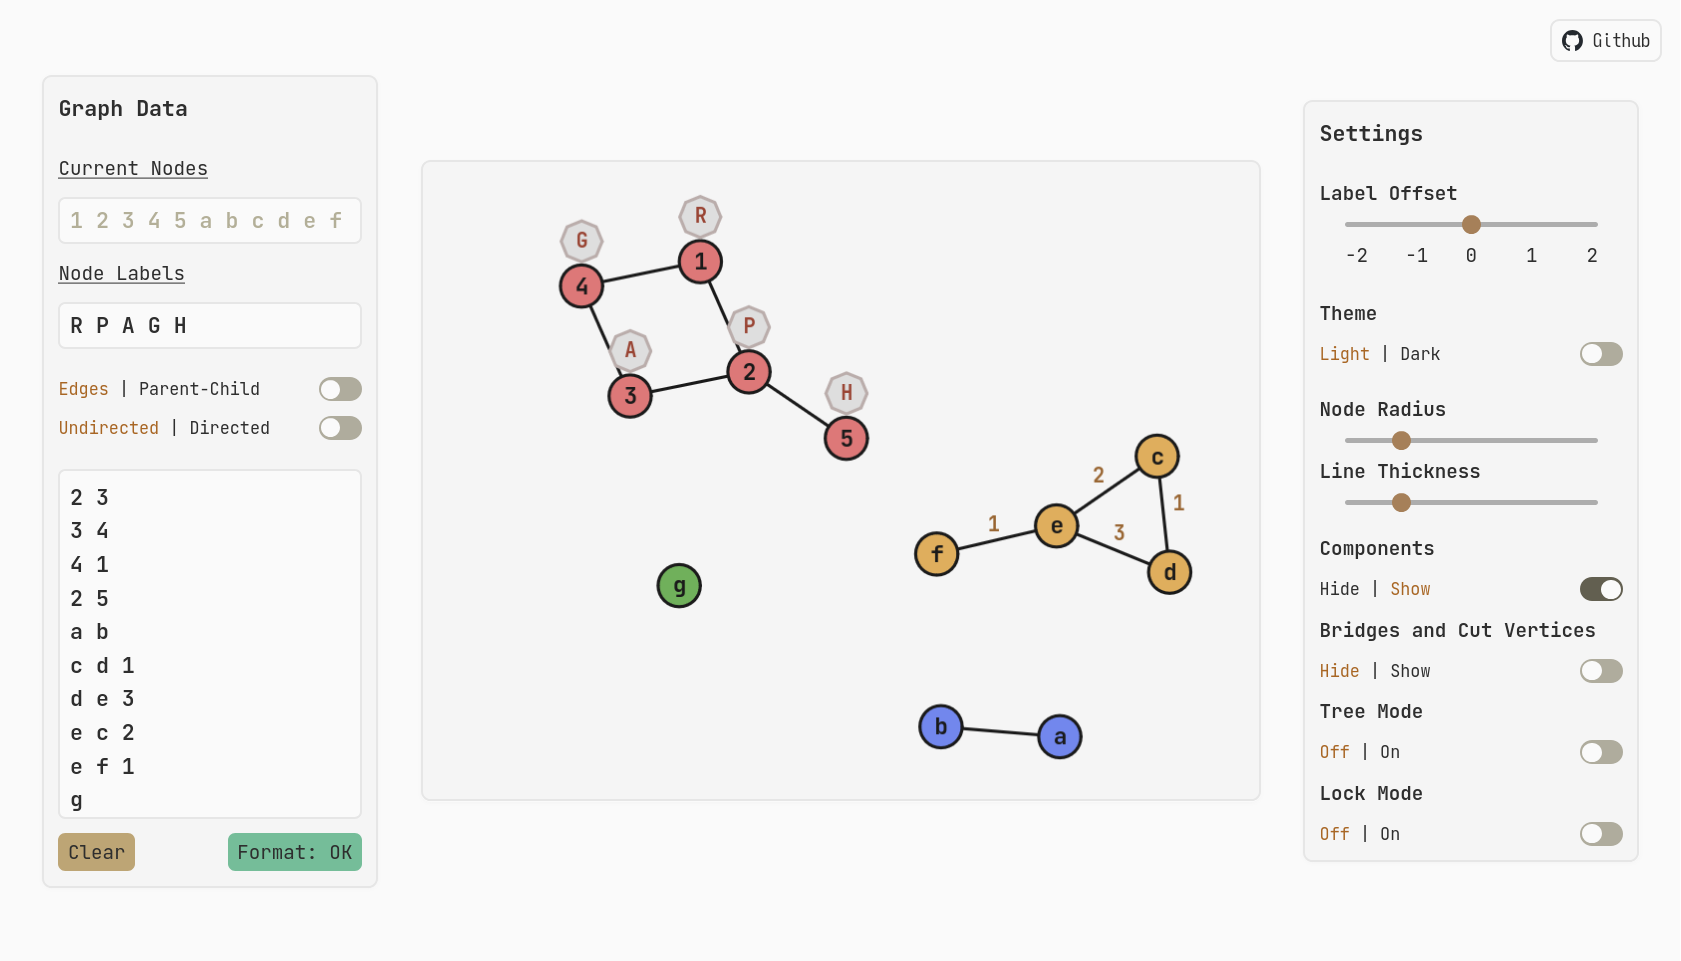 Github
Graph Data
Current Nodes
1 2 3 4 5 a b c d e f
Node Labels
R P A G H
Edges | Parent-Child
Undirected | Directed
2 3
3 4
4 1
2 5
a b
c d 1
d e 3
e c 2
e f 1
g
Clear
Format: OK
R
G
1
4
P
A
2
3
H
5
c
2
1
e
3
1
f
d
g
b
a
Settings
Label Offset
-2 -1 0 1 2
Theme
Light | Dark
Node Radius
Line Thickness
Components
Hide | Show
Bridges and Cut Vertices
Hide | Show
Tree Mode
Off | On
Lock Mode
Off | On